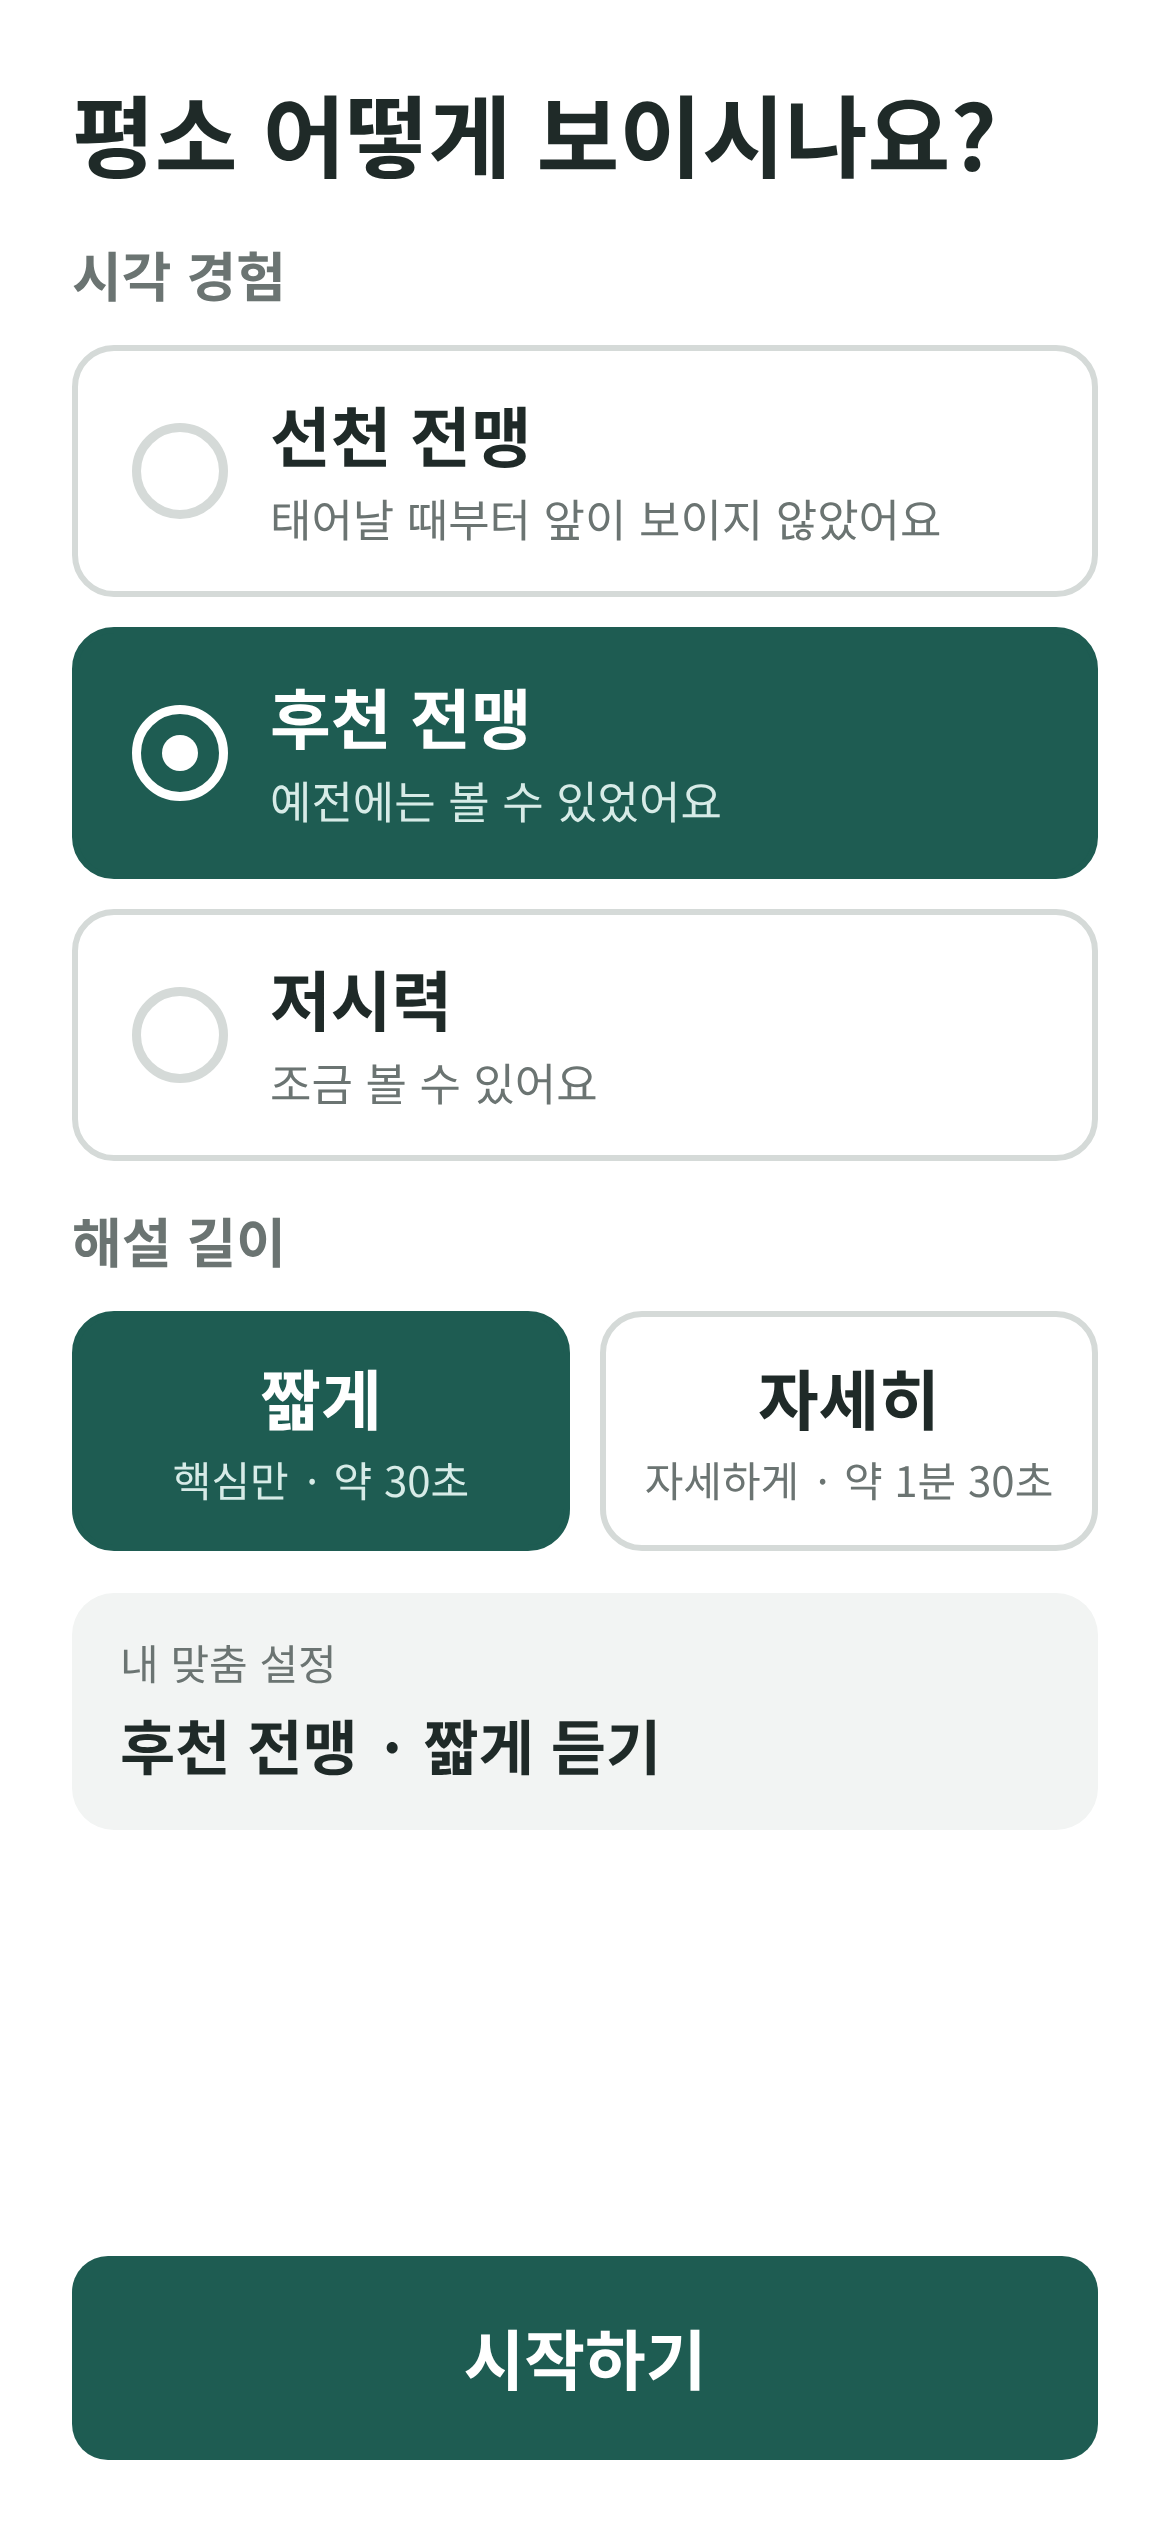 평소 어떻게 보이시나요?
시각 경험
선천 전맹
태어날 때부터 앞이 보이지 않았어요
후천 전맹
예전에는 볼 수 있었어요
저시력
조금 볼 수 있어요
해설 길이
짧게
핵심만 · 약 30초
자세히
자세하게 · 약 1분 30초
내 맞춤 설정
후천 전맹 · 짧게 듣기
시작하기